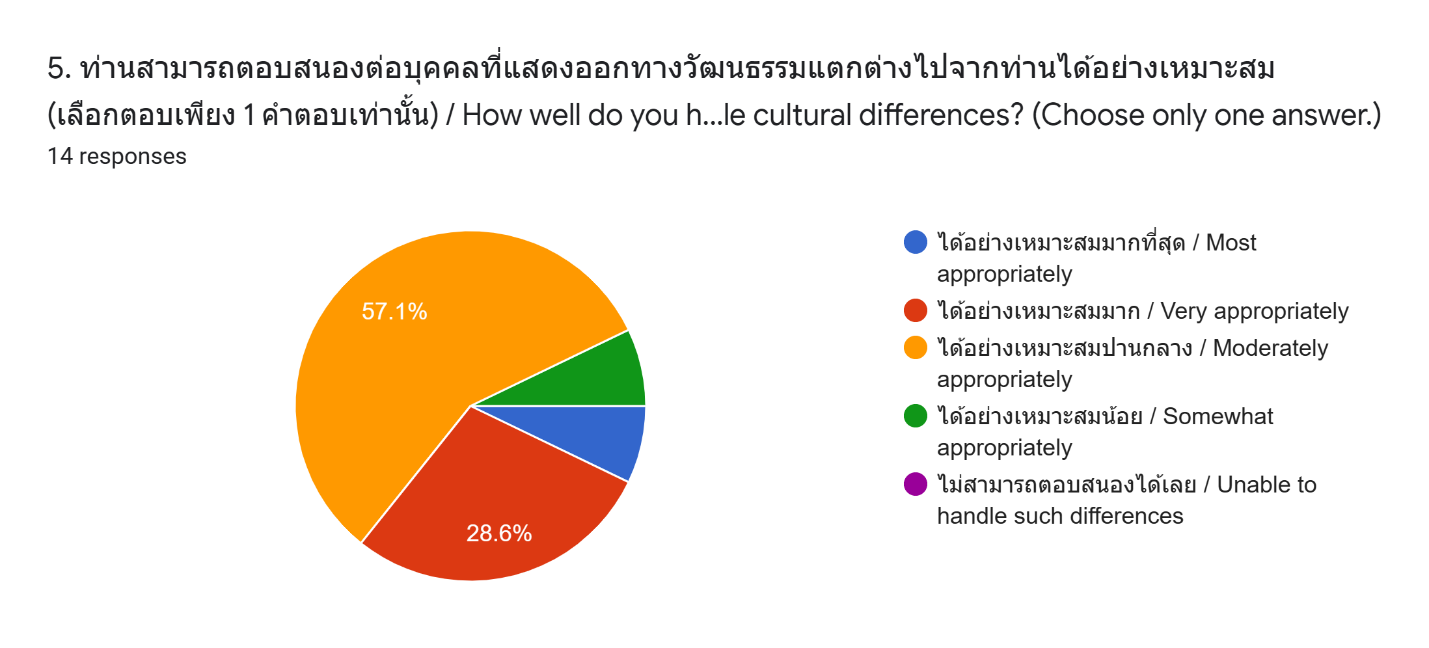 5. ท่านสามารถตอบสนองต่อบุคคลที่แสดงออกทางวัฒนธรรมแตกต่างไปจากท่านได้อย่างเหมาะสม
(เลือกตอบเพียง 1 คำตอบเท่านั้น) / How well do you h...le cultural differences? (Choose only one answer.)
14 responses
57.1%
28.6%
ได้อย่างเหมาะสมมากที่สุด / Most
appropriately
ได้อย่างเหมาะสมมาก / Very appropriately
ได้อย่างเหมาะสมปานกลาง / Moderately
appropriately
ได้อย่างเหมาะสมน้อย / Somewhat
appropriately
ไม่สามารถตอบสนองได้เลย / Unable to
handle such differences